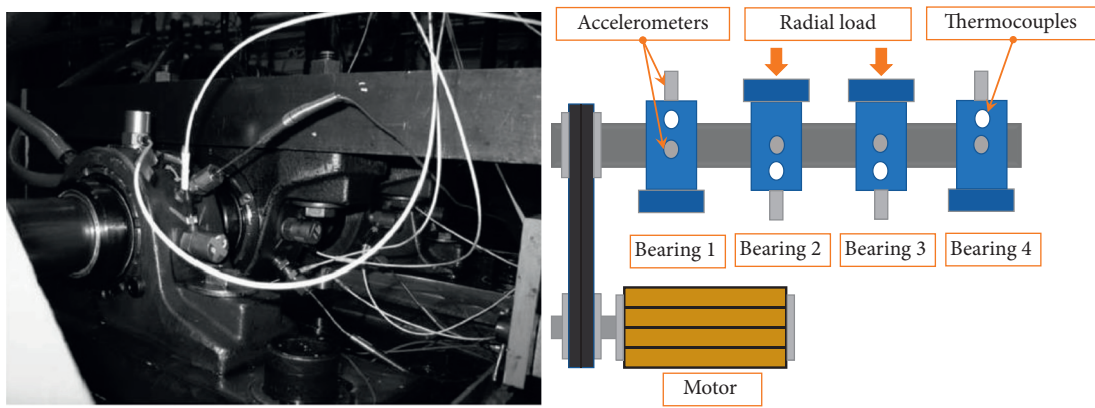 Accelerometers
Radial load
Thermocouples
Bearing 1
Bearing 2
Bearing 3
Bearing 4
Motor